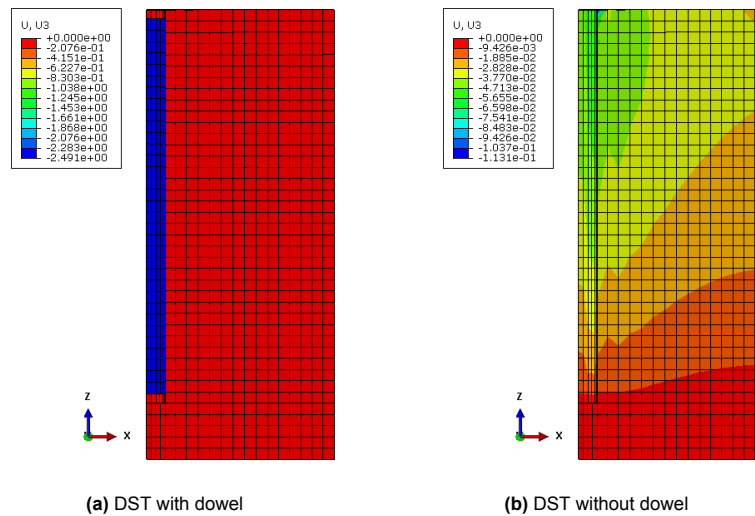 U, U3
+0.000e+00
-2.076e-01
-4.151e-01
-6.227e-01
-8.303e-01
-1.038e+00
-1.245e+00
-1.453e+00
-1.661e+00
-1.868e+00
-2.076e+00
-2.283e+00
-2.491e+00
Z
X
(a) DST with dowel
U, U3
+0.000e+00
-9.426e-03
-1.885e-02
-2.828e-02
-3.770e-02
-4.713e-02
-5.655e-02
-6.598e-02
-7.541e-02
-8.483e-02
-9.426e-02
-1.037e-01
-1.131e-01
Z
X
(b) DST without dowel